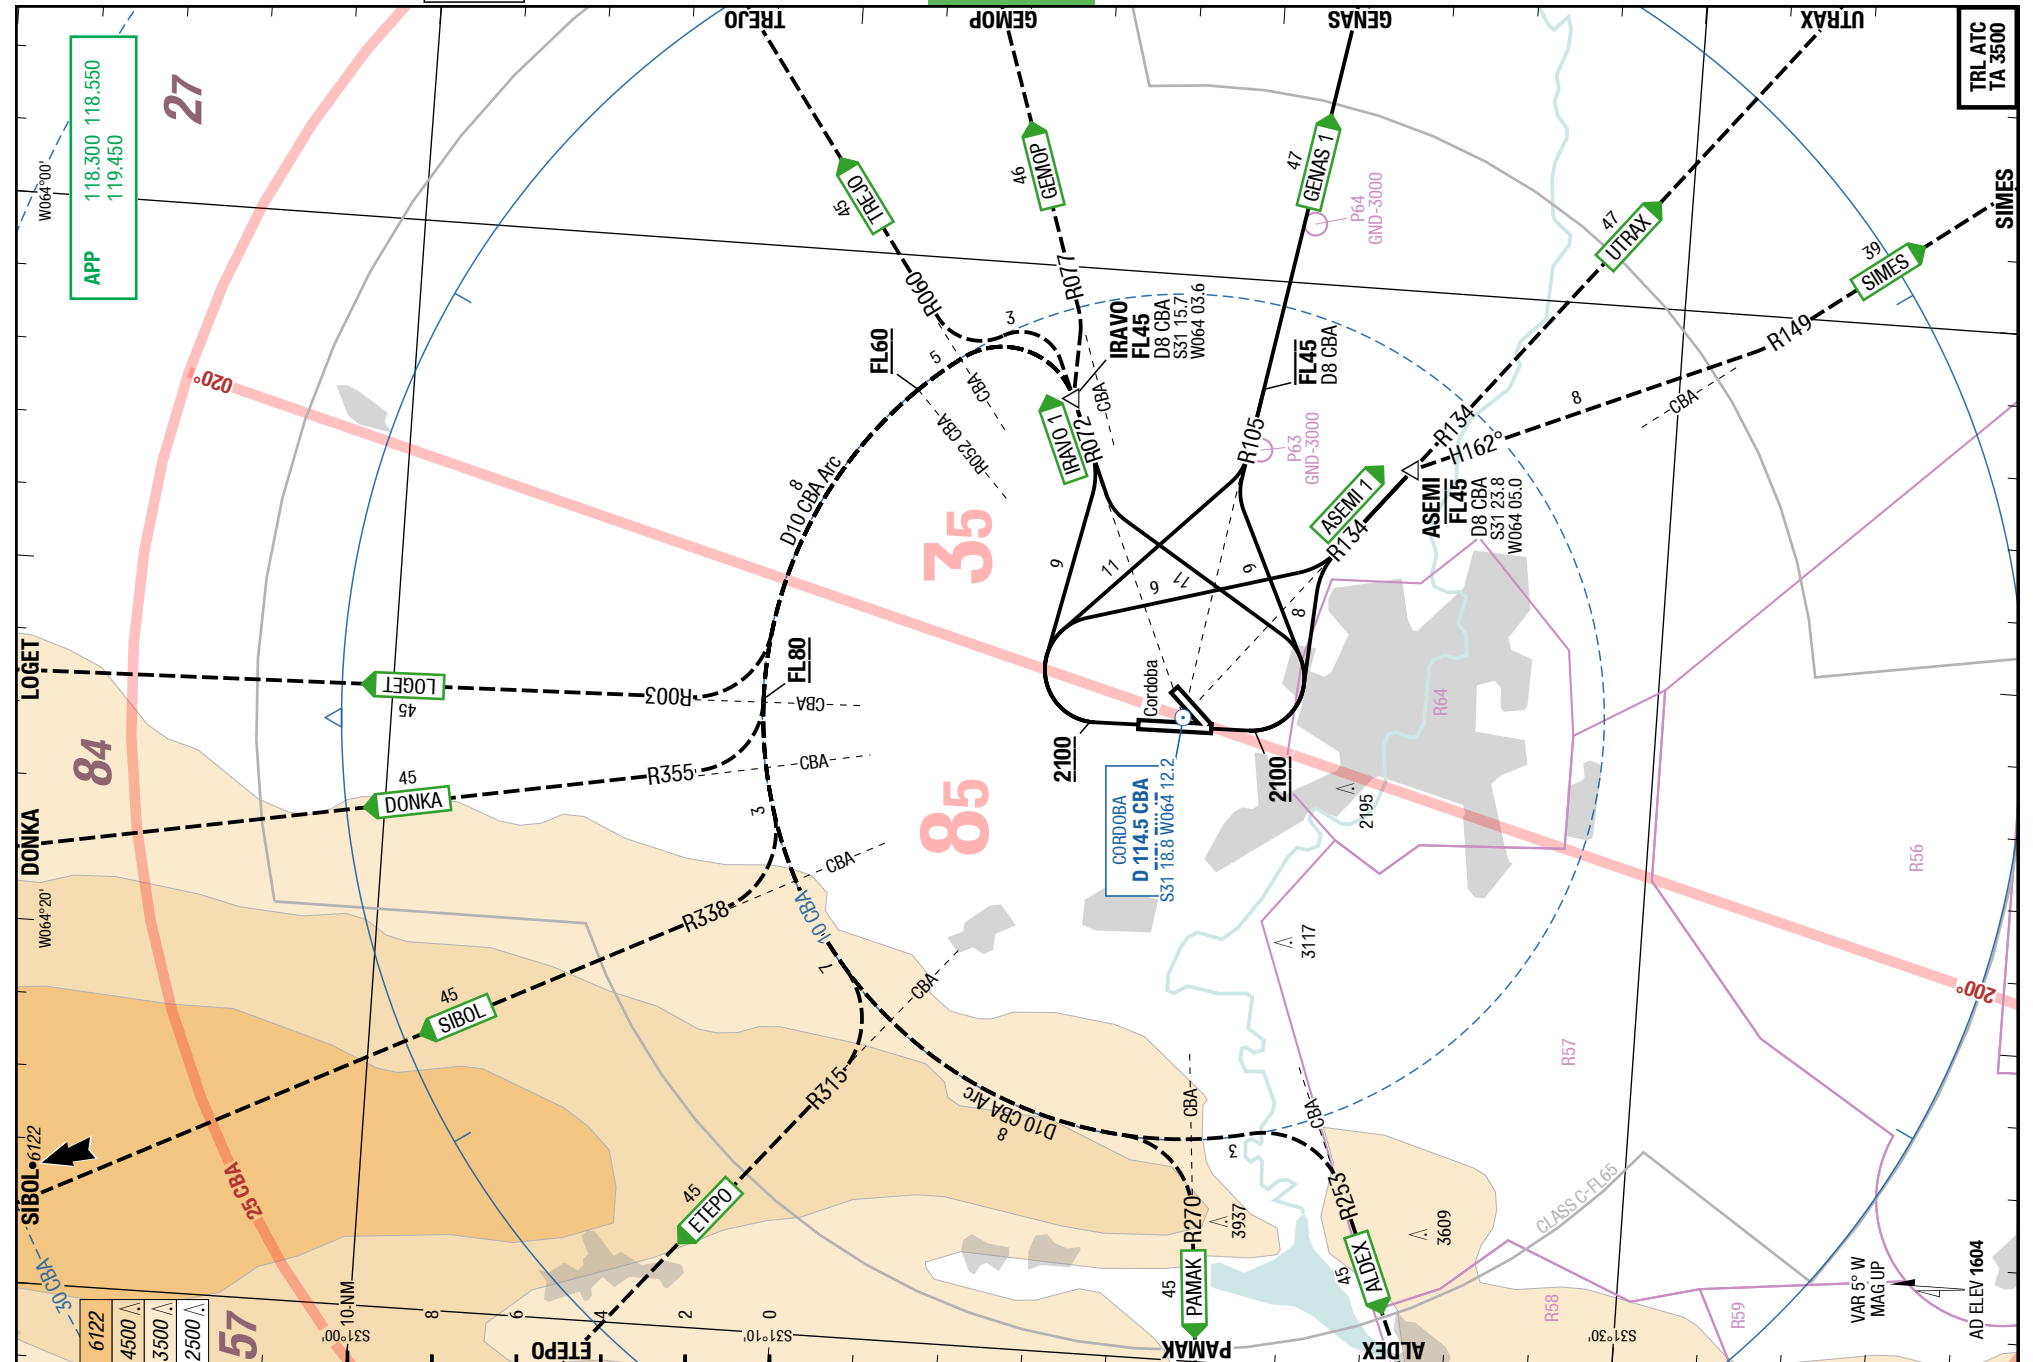 TREJO
GEMOP
GENAS
UTRAX
TRL ATC
TA 3500
APP 118.300 118.550
119.450
27
W064°00'
45
TREJO
46
GEMOP
47
GENAS 1
P64
GND-3000
47
UTRAX
39
SIMES
SIMES
R060
R077
3
5
FL60
IRAVO
FL45
D8 CBA
S31 15.7
W064 03.6
FL45
D8 CBA
R149
020°
CBA
CBA
R052 CBA
IRAVO 1
R072
R105
P63
GND-3000
R134
H162°
8
CBA
8
D10 CBA Arc
35
ASEMI 1
R134
ASEMI
FL45
D8 CBA
S31 23.8
W064 05.0
9
11
9
11
9
8
LOGET
LOGET
45
R003
CBA
FL80
Cordoba
2100
2100
R64
84
45
DONKA
R355
CBA
DONKA
3
85
CORDOBA
D 114.5 CBA
S31 18.8 W064 12.2
2195
R56
W064°20'
R338
CBA
10 CBA
7
3117
200°
45
SIBOL
CBA
R57
SIBOL
6122
R315
D10 CBA Arc
8
CBA
CBA
3
25 CBA
45
ETEPO
R270
3937
R253
3609
CLASS C-FL65
30 CBA
45
PAMAK
45
ALDEX
R58
R59
VAR 5° W
MAG UP
AD ELEV 1604
6122
4500
3500
2500
57
10 NM
8
6
4
2
0
S31°00'
S31°10'
S31°30'
ETEPO
PAMAK
ALDEX